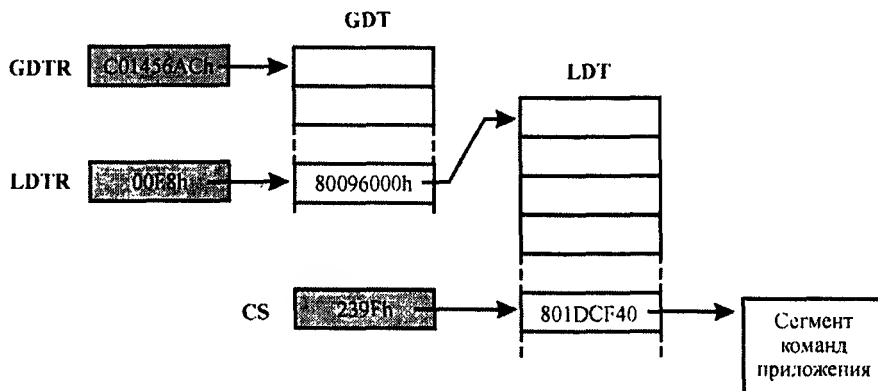 GDT
GDTR C01456ACh
LDT
LDTR 00F8h 80096000h
CS 239Fh 801DCF40
Сегмент
команд
приложения